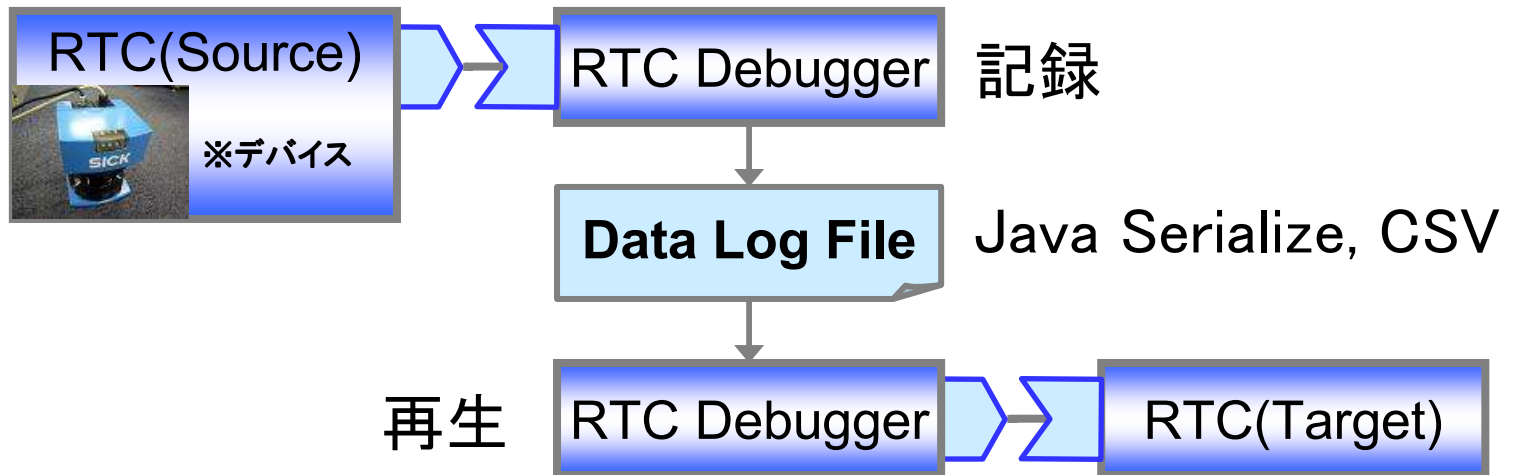 RTC(Source)
RTC Debugger
記録
SICK
※デバイス
Data Log File
Java Serialize, CSV
再生
RTC Debugger
RTC(Target)